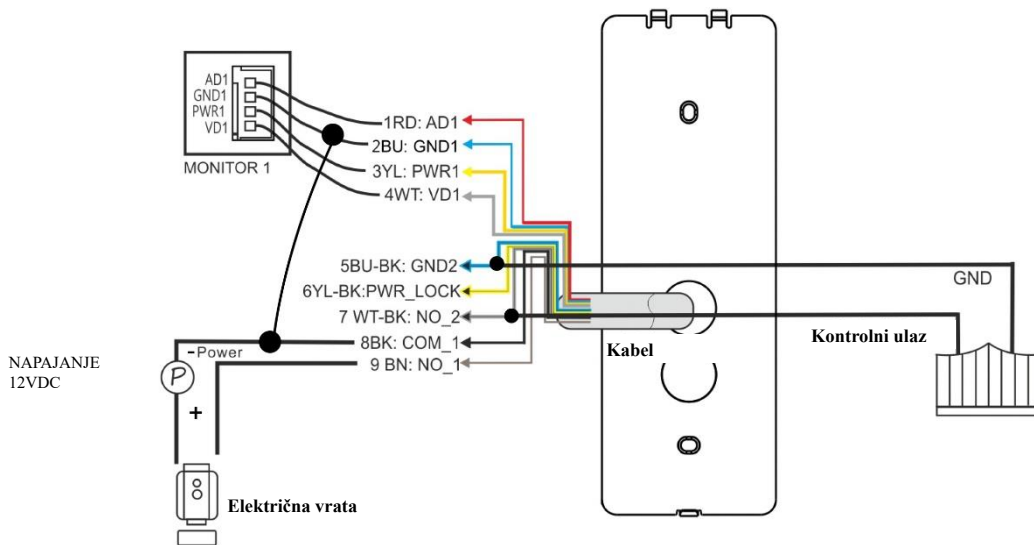 AD1
GND1
PWR1
VD1
MONITOR 1
1RD: AD1
2BU: GND1
3YL: PWR1
4WT: VD1
5BU-BK: GND2
6YL-BK:PWR_LOCK
7 WT-BK: NO_2
8BK: COM_1
9 BN: NO_1
GND
Kabel
Kontrolni ulaz
NAPAJANJE
12VDC
-Power
P
+
Električna vrata